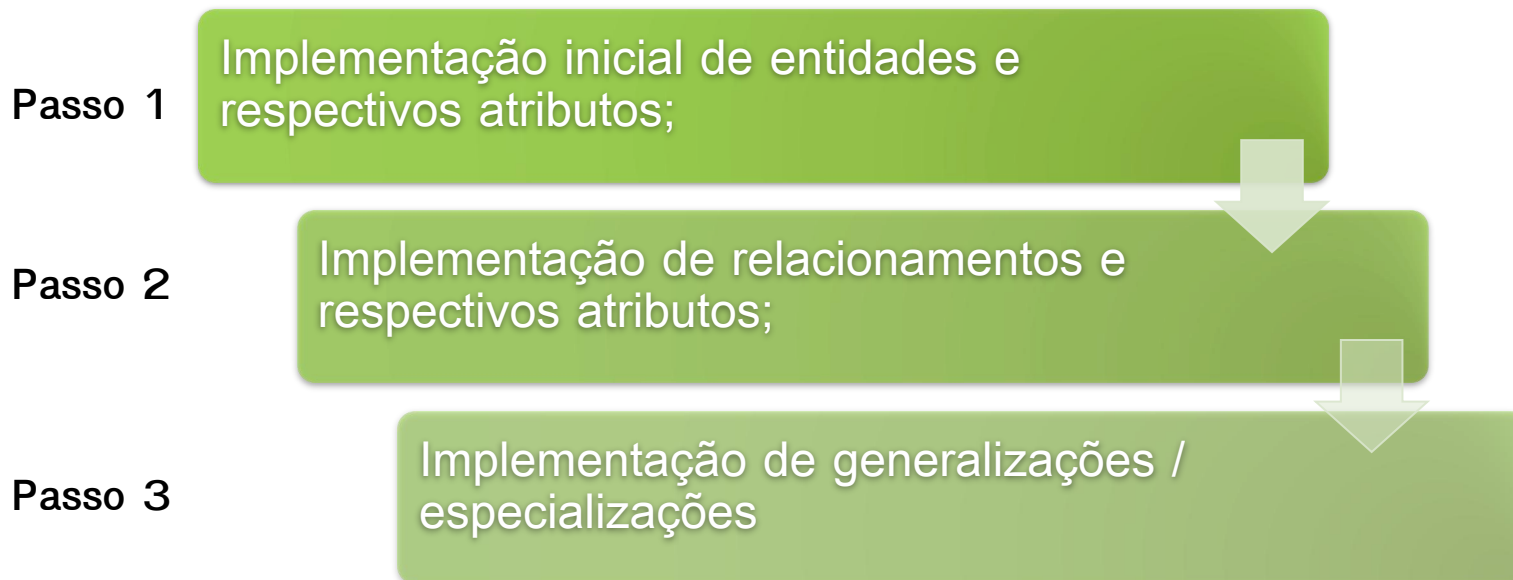 Passo 1
Implementação inicial de entidades e
respectivos atributos;
Passo 2
Implementação de relacionamentos e
respectivos atributos;
Passo 3
Implementação de generalizações /
especializações